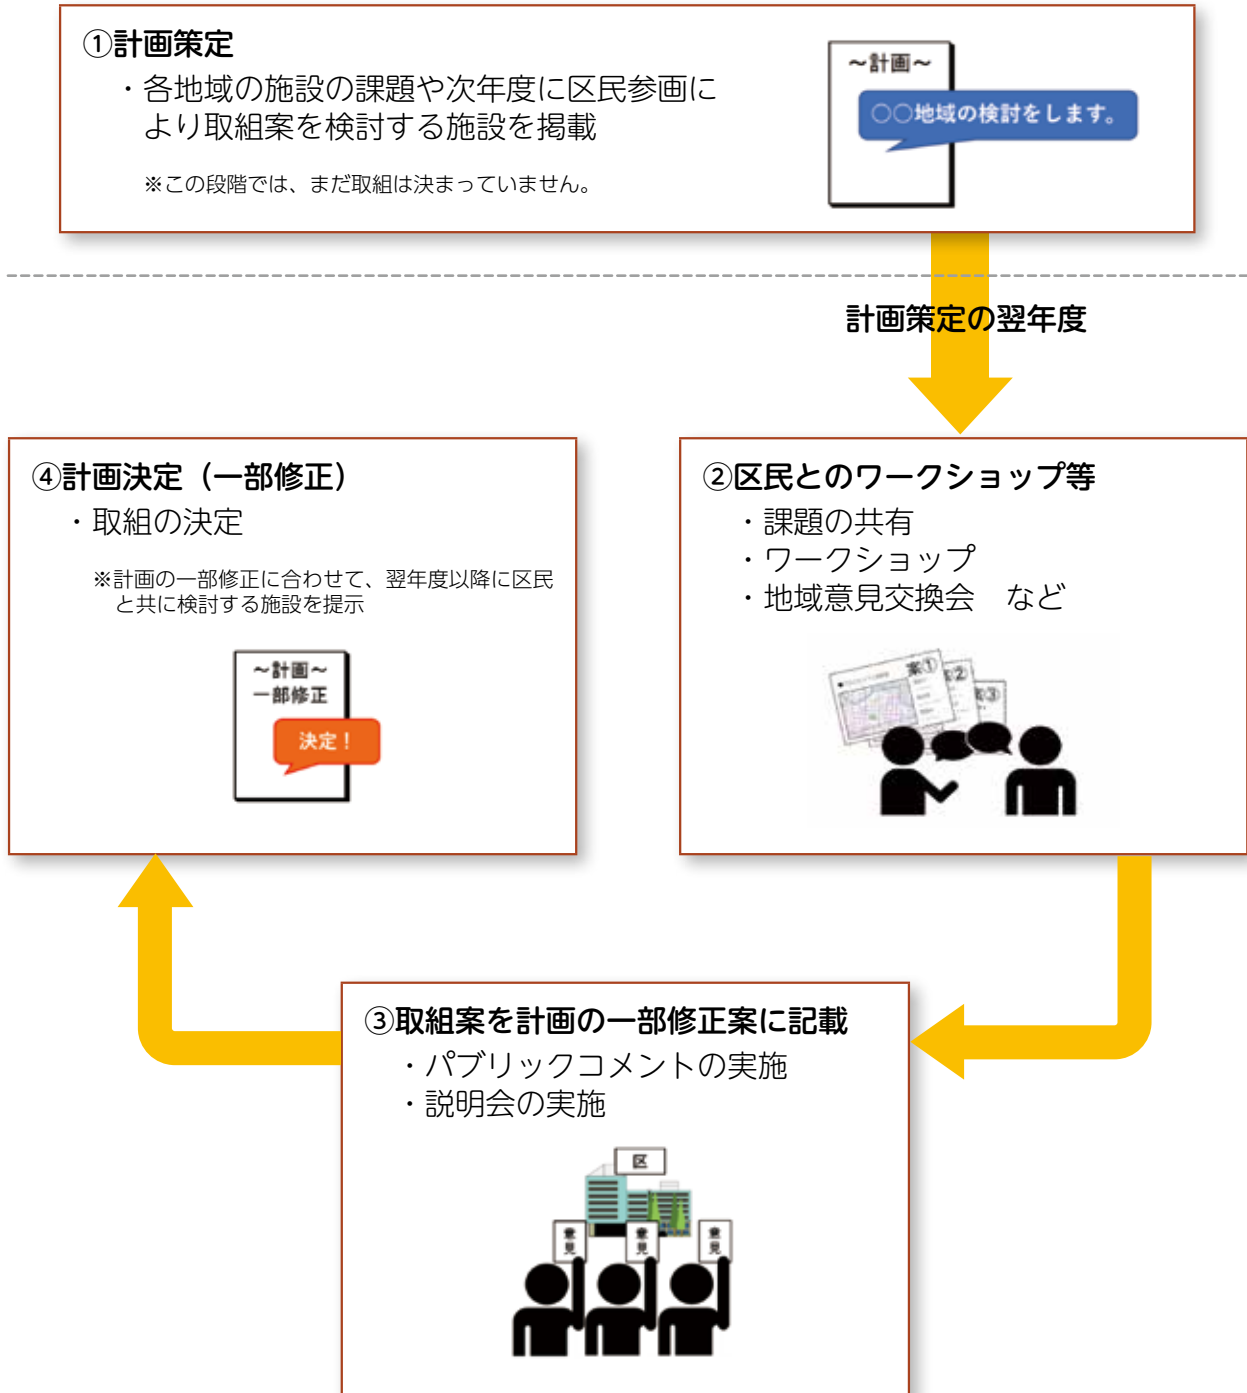 ①計画策定
・各地域の施設の課題や次年度に区民参画に
より取組案を検討する施設を掲載
※この段階では、まだ取組は決まっていません。
～計画～
○○地域の検討をします。
計画策定の翌年度
②区民とのワークショップ等
・課題の共有
・ワークショップ
・地域意見交換会　など
案①
案②
案③
③取組案を計画の一部修正案に記載
・パブリックコメントの実施
・説明会の実施
区
意見
意見
意見
④計画決定（一部修正）
・取組の決定
※計画の一部修正に合わせて、翌年度以降に区民
と共に検討する施設を提示
～計画～
一部修正
決定！